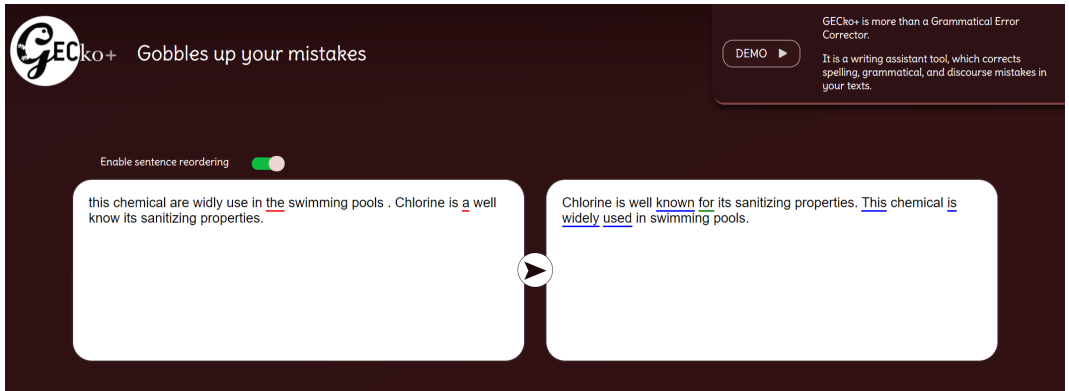 GECko+ Gobbles up your mistakes
DEMO
GECko+ is more than a Grammatical Error
Corrector.
It is a writing assistant tool, which corrects
spelling, grammatical, and discourse mistakes in
your texts.
Enable sentence reordering
this chemical are widly use in the swimming pools . Chlorine is a well
know its sanitizing properties.
Chlorine is well known for its sanitizing properties. This chemical is
widely used in swimming pools.